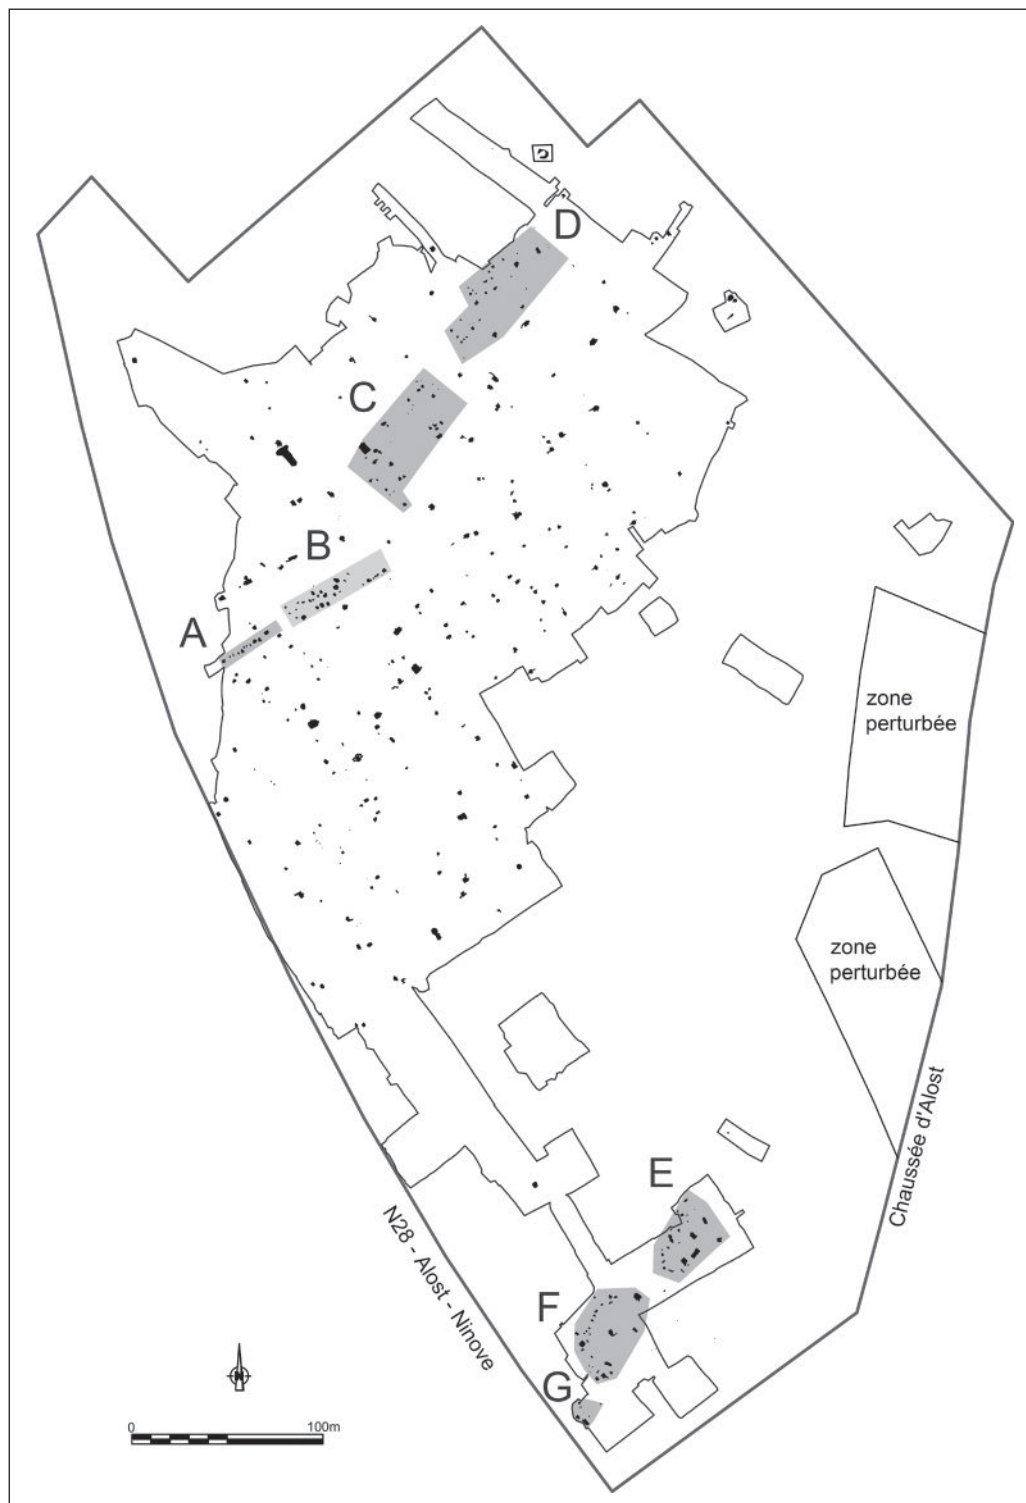 D
C
B
A
zone
perturbée
zone
perturbée
Chaussée d'Alost
E
N28 - Alost - Ninove
F
G
N
0
100m